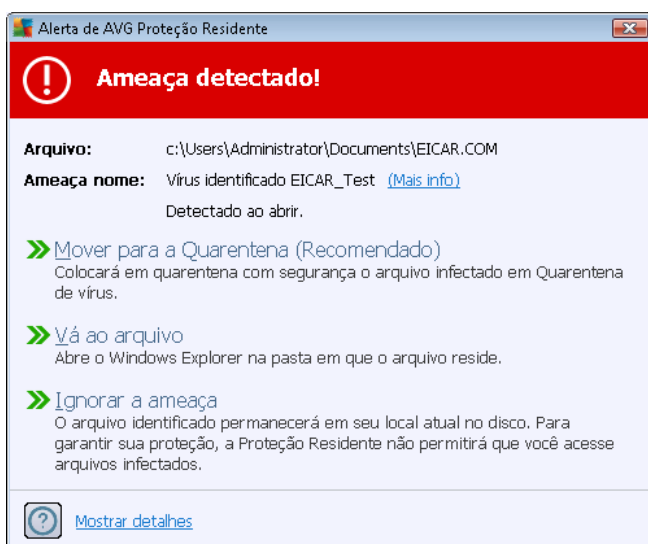 Alerta de AVG Proteção Residente
Ameaça detectado!
Arquivo: c:\Users\Administrator\Documents\EICAR.COM
Ameaça nome: Vírus identificado EICAR_Test (Mais info)
Detectado ao abrir.
Mover para a Quarentena (Recomendado)
Colocará em quarentena com segurança o arquivo infectado em Quarentena
de vírus.
Vá ao arquivo
Abre o Windows Explorer na pasta em que o arquivo reside.
Ignorar a ameaça
O arquivo identificado permanecerá em seu local atual no disco. Para
garantir sua proteção, a Proteção Residente não permitirá que você acesse
arquivos infectados.
Mostrar detalhes